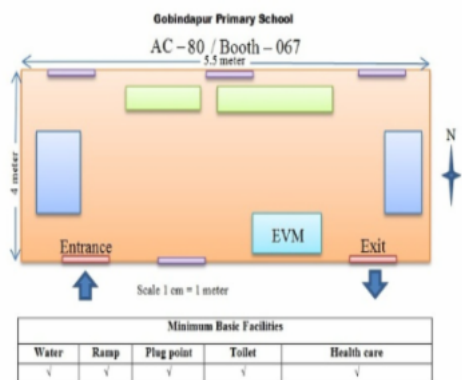 Gobindapur Primary School
AC – 80 / Booth – 067
5.5 meter
4 meter
N
EVM
Entrance
Exit
Scale 1 cm = 1 meter
Minimum Basic Facilities
Water Ramp Plug point Toilet Health care
√ √ √ √ √